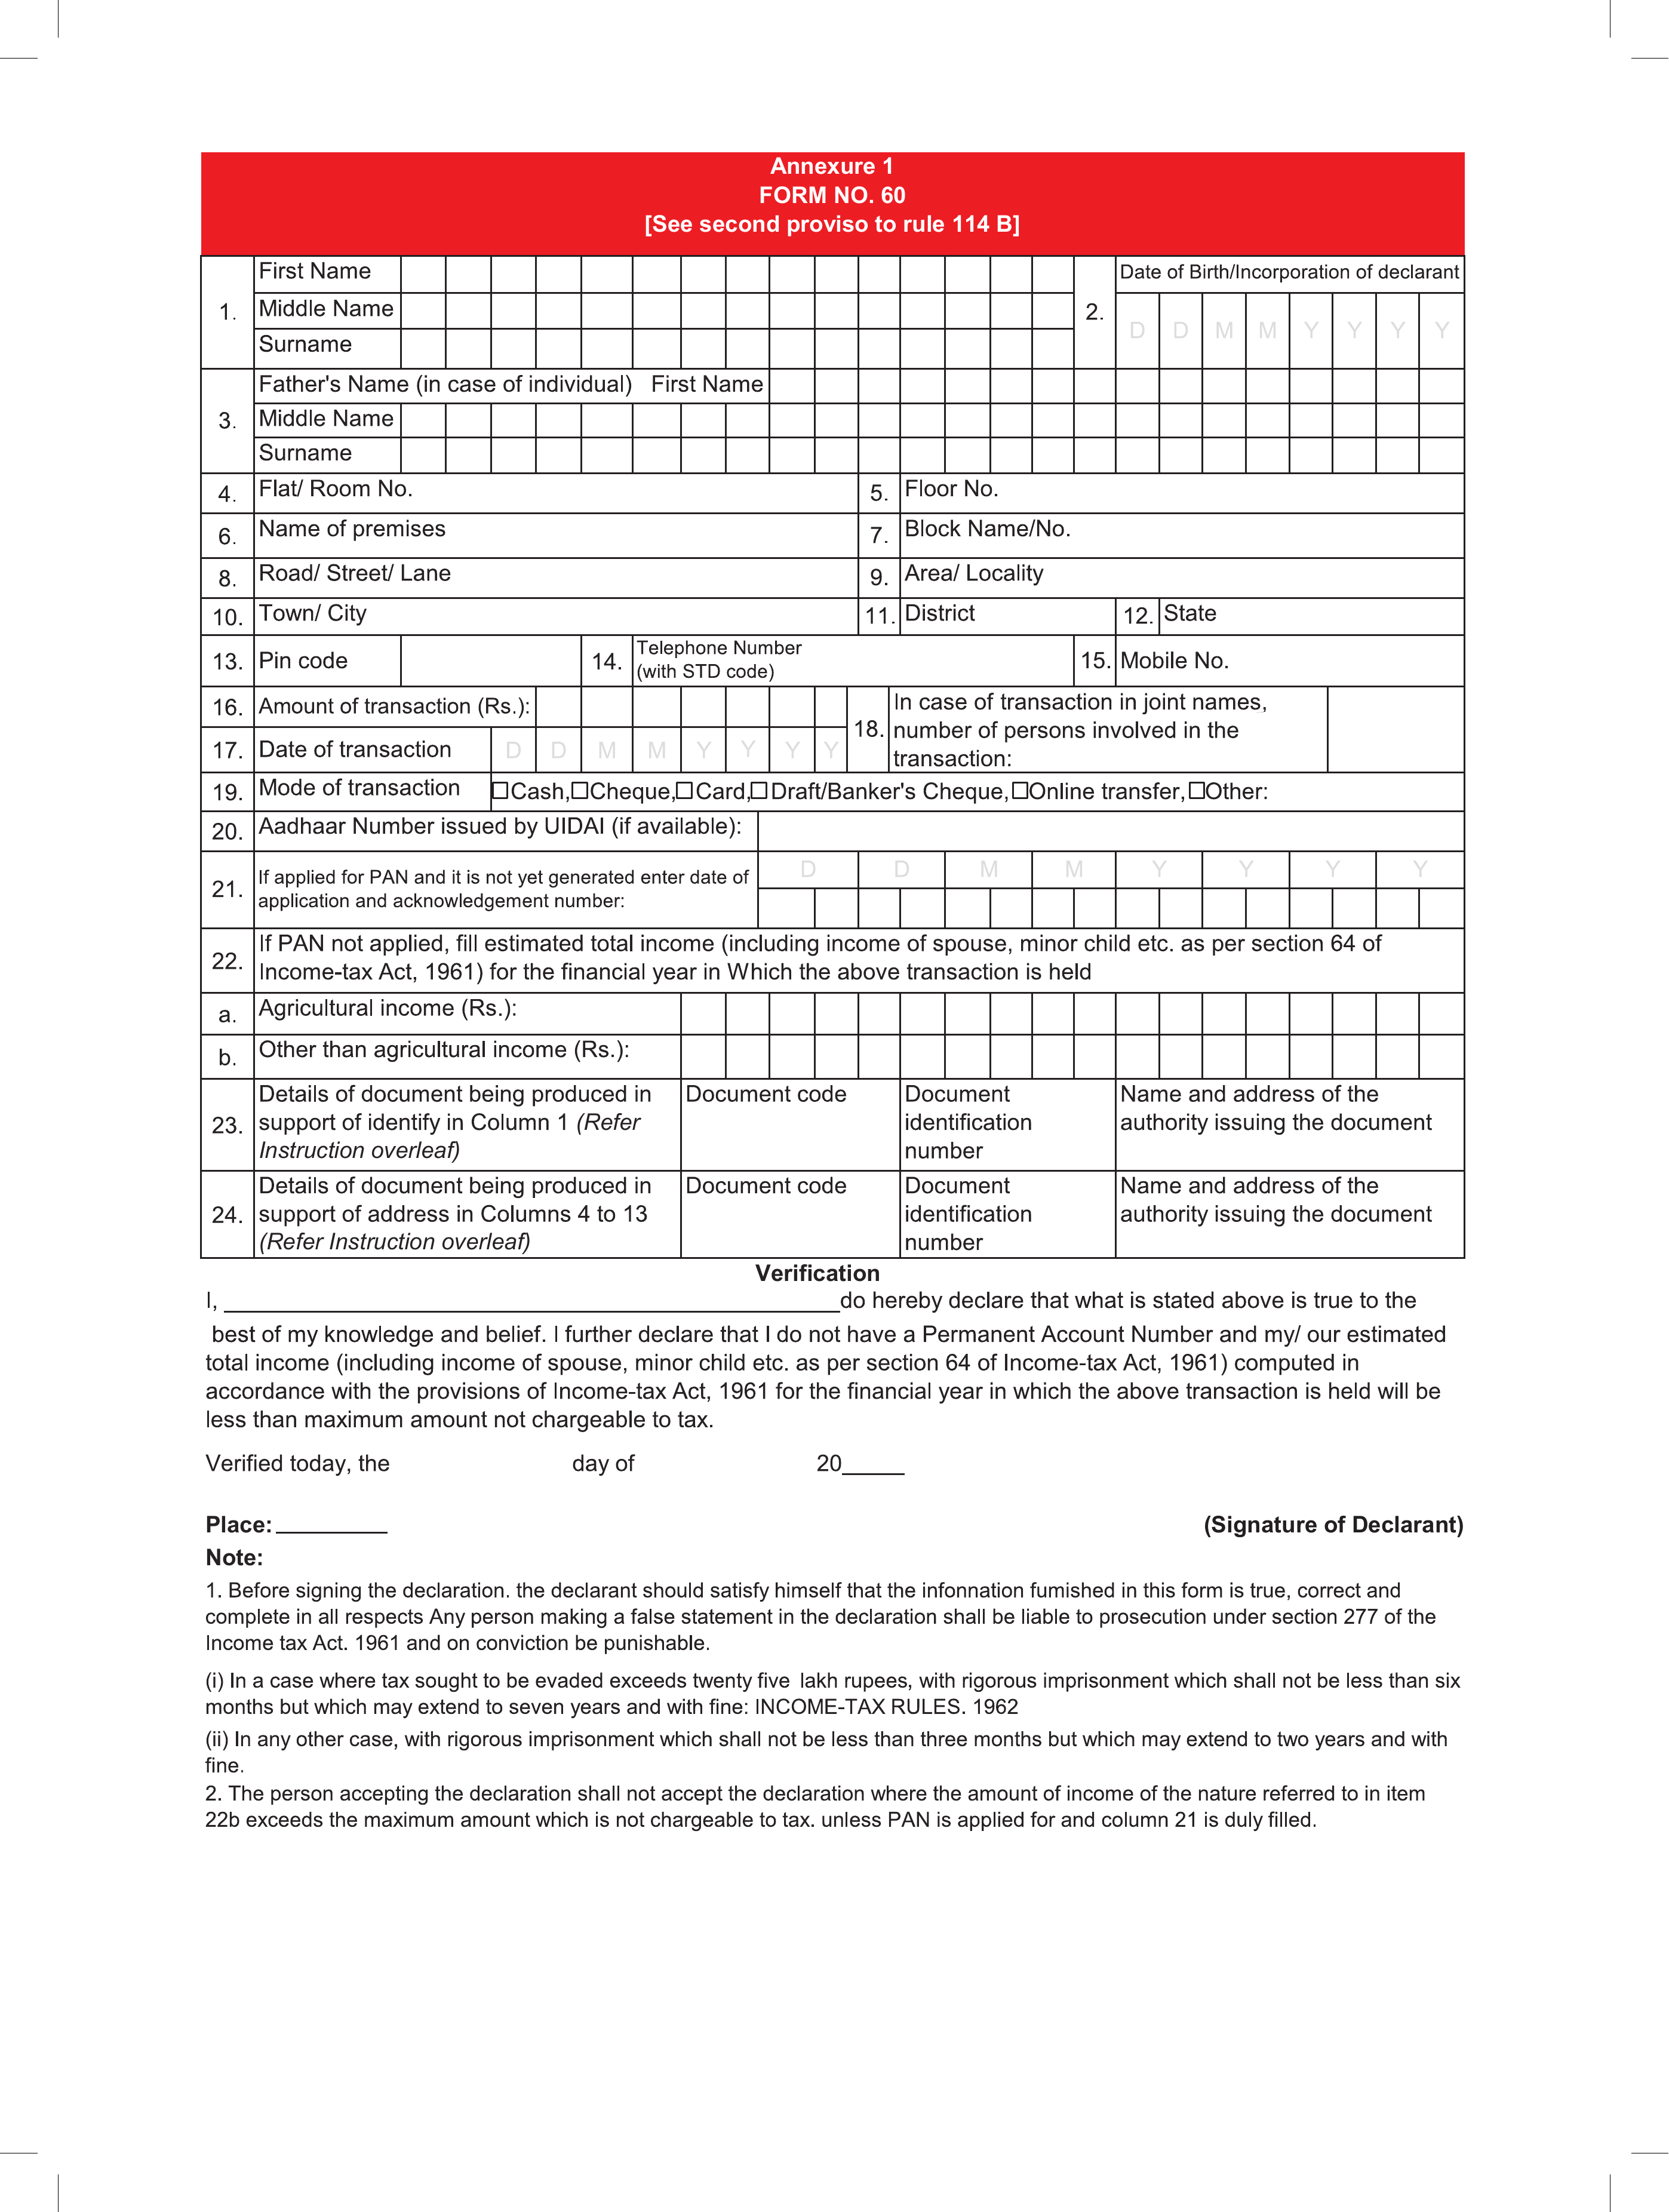 Annexure 1
FORM NO. 60
[See second proviso to rule 114 B]
1.
First Name
Middle Name
Surname
2.
Date of Birth/Incorporation of declarant
D D M M Y Y Y Y
3.
Father's Name (in case of individual) First Name
Middle Name
Surname
4. Flat/ Room No.
5. Floor No.
6. Name of premises
7. Block Name/No.
8. Road/ Street/ Lane
9. Area/ Locality
10. Town/ City
11. District
12. State
13. Pin code
14. Telephone Number
(with STD code)
15. Mobile No.
16. Amount of transaction (Rs.):
17. Date of transaction D D M M Y Y Y Y
18. In case of transaction in joint names,
number of persons involved in the
transaction:
19. Mode of transaction Cash, Cheque, Card, Draft/Banker's Cheque, Online transfer, Other:
20. Aadhaar Number issued by UIDAI (if available):
21. If applied for PAN and it is not yet generated enter date of
application and acknowledgement number:
D D M M Y Y Y Y
22. If PAN not applied, fill estimated total income (including income of spouse, minor child etc. as per section 64 of
Income-tax Act, 1961) for the financial year in Which the above transaction is held
a. Agricultural income (Rs.):
b. Other than agricultural income (Rs.):
23. Details of document being produced in
support of identify in Column 1 (Refer
Instruction overleaf)
Document code
Document
identification
number
Name and address of the
authority issuing the document
24. Details of document being produced in
support of address in Columns 4 to 13
(Refer Instruction overleaf)
Document code
Document
identification
number
Name and address of the
authority issuing the document
Verification
I, do hereby declare that what is stated above is true to the
best of my knowledge and belief. I further declare that I do not have a Permanent Account Number and my/ our estimated
total income (including income of spouse, minor child etc. as per section 64 of Income-tax Act, 1961) computed in
accordance with the provisions of Income-tax Act, 1961 for the financial year in which the above transaction is held will be
less than maximum amount not chargeable to tax.
Verified today, the day of 20
Place: (Signature of Declarant)
Note:
1. Before signing the declaration. the declarant should satisfy himself that the infonnation fumished in this form is true, correct and
complete in all respects Any person making a false statement in the declaration shall be liable to prosecution under section 277 of the
Income tax Act. 1961 and on conviction be punishable.
(i) In a case where tax sought to be evaded exceeds twenty five lakh rupees, with rigorous imprisonment which shall not be less than six
months but which may extend to seven years and with fine: INCOME-TAX RULES. 1962
(ii) In any other case, with rigorous imprisonment which shall not be less than three months but which may extend to two years and with
fine.
2. The person accepting the declaration shall not accept the declaration where the amount of income of the nature referred to in item
22b exceeds the maximum amount which is not chargeable to tax. unless PAN is applied for and column 21 is duly filled.